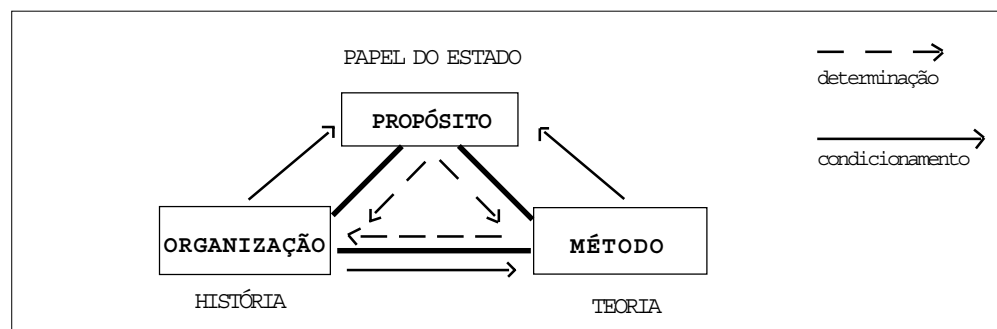 PAPEL DO ESTADO
determinação
PROPÓSITO
condicionamento
ORGANIZAÇÃO
MÉTODO
HISTÓRIA
TEORIA